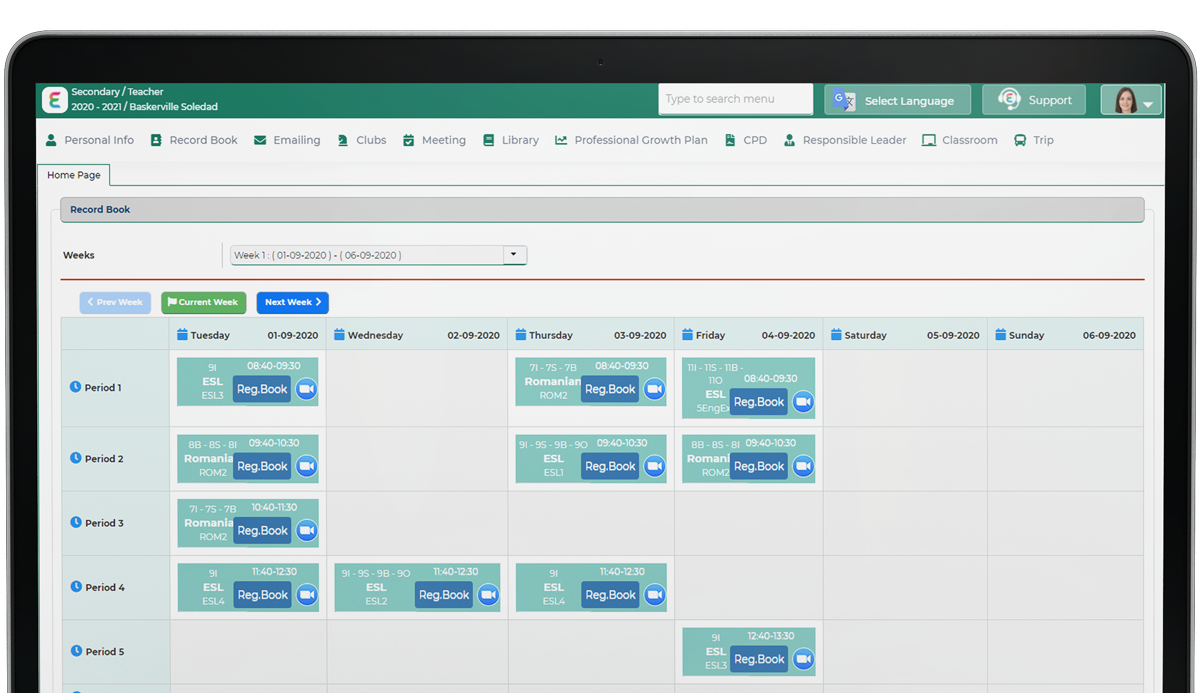 Secondary / Teacher
2020 - 2021 / Baskerville Soledad
Type to search menu
Select Language
Support
Personal Info
Record Book
Emailing
Clubs
Meeting
Library
Professional Growth Plan
CPD
Responsible Leader
Classroom
Trip
Home Page
Record Book
Weeks
Week 1 : ( 01-09-2020 ) - ( 06-09-2020 )
Prev Week
Current Week
Next Week
Tuesday 01-09-2020
Wednesday 02-09-2020
Thursday 03-09-2020
Friday 04-09-2020
Saturday 05-09-2020
Sunday 06-09-2020
Period 1
9I 08:40-09:30
ESL
ESL3
Reg.Book
7I - 7S - 7B 08:40-09:30
Romanian
ROM2
Reg.Book
11I - 11S - 11B -
11O 08:40-09:30
ESL
5EngEx
Reg.Book
Period 2
8B - 8S - 8I 09:40-10:30
Romania
ROM2
Reg.Book
9I - 9S - 9B - 9O 09:40-10:30
ESL
ESL1
Reg.Book
8B - 8S - 8I 09:40-10:30
Romani
ROM2
Reg.Book
Period 3
7I - 7S - 7B 10:40-11:30
Romania
ROM2
Reg.Book
Period 4
9I 11:40-12:30
ESL
ESL4
Reg.Book
9I - 9S - 9B - 9O 11:40-12:30
ESL
ESL2
Reg.Book
9I 11:40-12:30
ESL
ESL4
Reg.Book
Period 5
9I 12:40-13:30
ESL
ESL3
Reg.Book